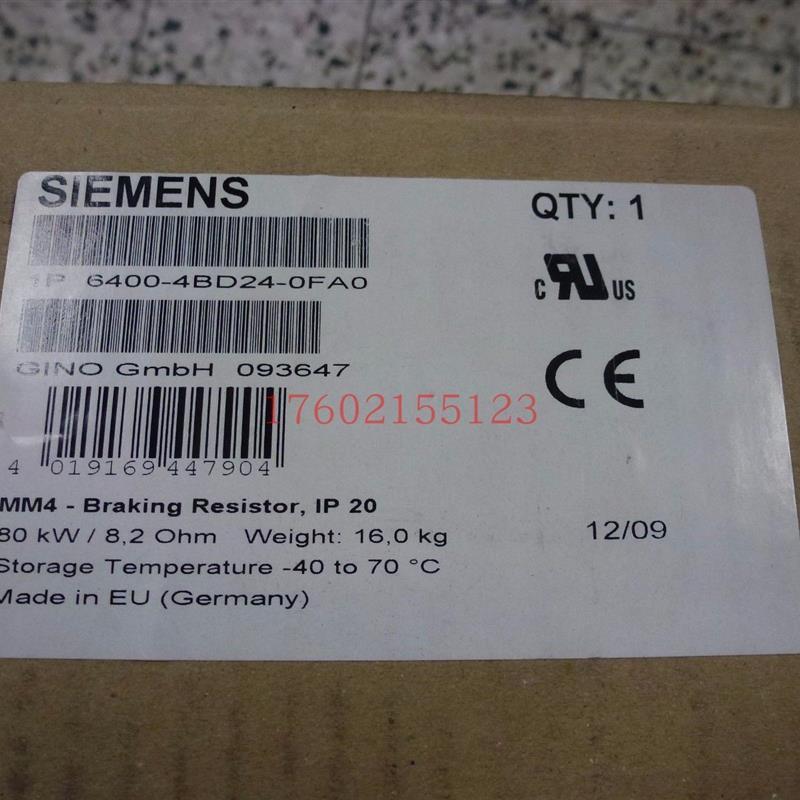 SIEMENS
QTY: 1
1P 6400-4BD24-0FA0
c RU US
GINO GmbH 093647
CE
17602155123
4 019169 447904
MM4 - Braking Resistor, IP 20
80 kW / 8,2 Ohm Weight: 16,0 kg
12/09
Storage Temperature -40 to 70 °C
Made in EU (Germany)